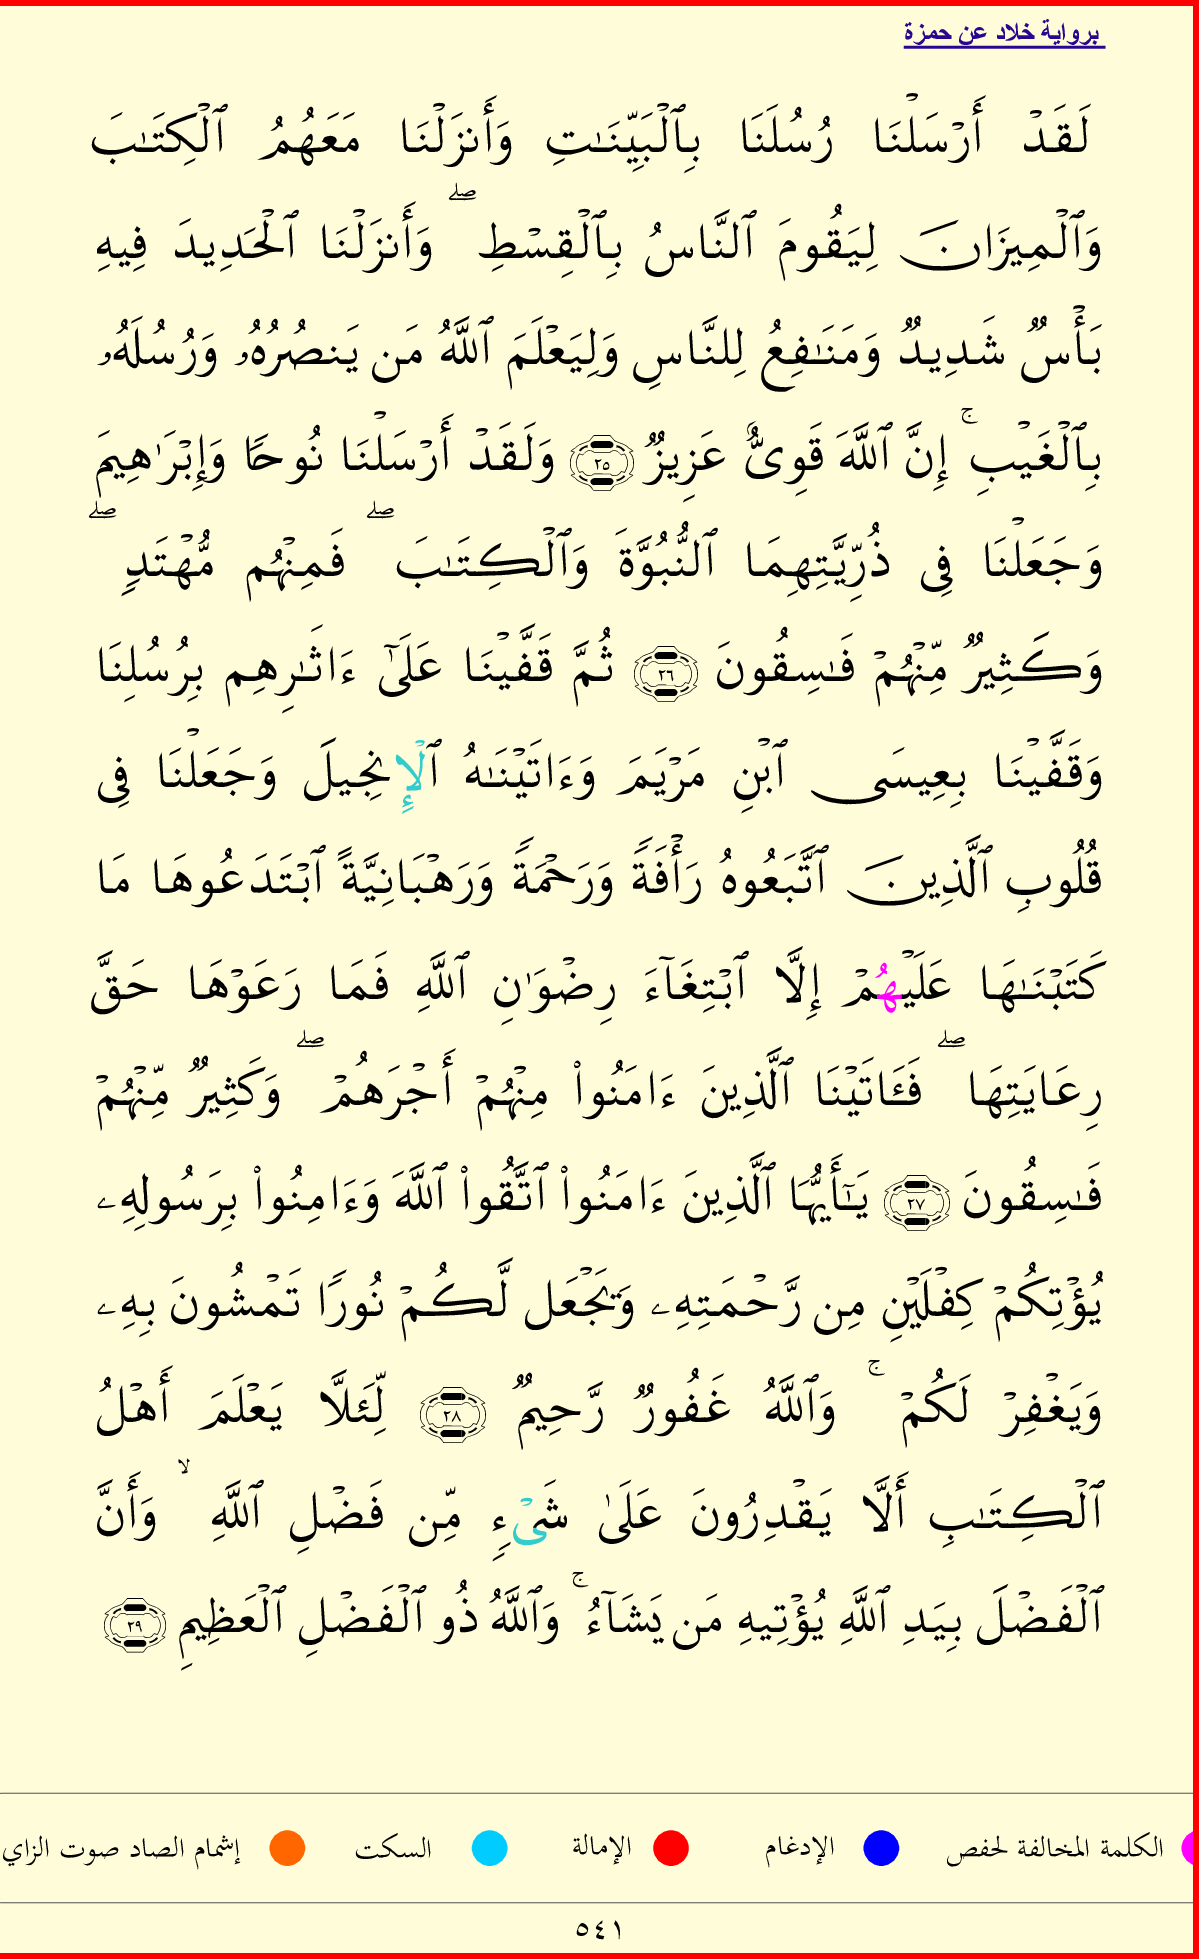 برواية خلاد عن حمزة
لَقَدْ أَرْسَلْنَا رُسُلَنَا بِٱلْبَيِّنَـٰتِ وَأَنزَلْنَا مَعَهُمُ ٱلْكِتَـٰبَ
وَٱلْمِيزَانَ لِيَقُومَ ٱلنَّاسُ بِٱلْقِسْطِ ۖ وَأَنزَلْنَا ٱلْحَدِيدَ فِيهِ
بَأْسٌ شَدِيدٌ وَمَنَـٰفِعُ لِلنَّاسِ وَلِيَعْلَمَ ٱللَّهُ مَن يَنصُرُهُۥ وَرُسُلَهُۥ
بِٱلْغَيْبِ ۚ إِنَّ ٱللَّهَ قَوِىٌّ عَزِيزٌ ٢٥ وَلَقَدْ أَرْسَلْنَا نُوحًا وَإِبْرَٰهِيمَ
وَجَعَلْنَا فِى ذُرِّيَّتِهِمَا ٱلنُّبُوَّةَ وَٱلْكِتَـٰبَ ۖ فَمِنْهُم مُّهْتَدٍ ۖ
وَكَثِيرٌ مِّنْهُمْ فَـٰسِقُونَ ٢٦ ثُمَّ قَفَّيْنَا عَلَىٰٓ ءَاثَـٰرِهِم بِرُسُلِنَا
وَقَفَّيْنَا بِعِيسَى ٱبْنِ مَرْيَمَ وَءَاتَيْنَـٰهُ ٱلْإِنجِيلَ وَجَعَلْنَا فِى
قُلُوبِ ٱلَّذِينَ ٱتَّبَعُوهُ رَأْفَةً وَرَحْمَةً وَرَهْبَانِيَّةً ٱبْتَدَعُوهَا مَا
كَتَبْنَـٰهَا عَلَيْهُمْ إِلَّا ٱبْتِغَآءَ رِضْوَٰنِ ٱللَّهِ فَمَا رَعَوْهَا حَقَّ
رِعَايَتِهَا ۖ فَـَٔاتَيْنَا ٱلَّذِينَ ءَامَنُوا۟ مِنْهُمْ أَجْرَهُمْ ۖ وَكَثِيرٌ مِّنْهُمْ
فَـٰسِقُونَ ٢٧ يَـٰٓأَيُّهَا ٱلَّذِينَ ءَامَنُوا۟ ٱتَّقُوا۟ ٱللَّهَ وَءَامِنُوا۟ بِرَسُولِهِۦ
يُؤْتِكُمْ كِفْلَيْنِ مِن رَّحْمَتِهِۦ وَيَجْعَل لَّكُمْ نُورًا تَمْشُونَ بِهِۦ
وَيَغْفِرْ لَكُمْ ۚ وَٱللَّهُ غَفُورٌ رَّحِيمٌ ٢٨ لِّئَلَّا يَعْلَمَ أَهْلُ
ٱلْكِتَـٰبِ أَلَّا يَقْدِرُونَ عَلَىٰ شَىْءٍ مِّن فَضْلِ ٱللَّهِ ۙ وَأَنَّ
ٱلْفَضْلَ بِيَدِ ٱللَّهِ يُؤْتِيهِ مَن يَشَآءُ ۚ وَٱللَّهُ ذُو ٱلْفَضْلِ ٱلْعَظِيمِ ٢٩
الكلمة المخالفة لحفص الإدغام الإمالة السكت إشمام الصاد صوت الزاي
٥٤١